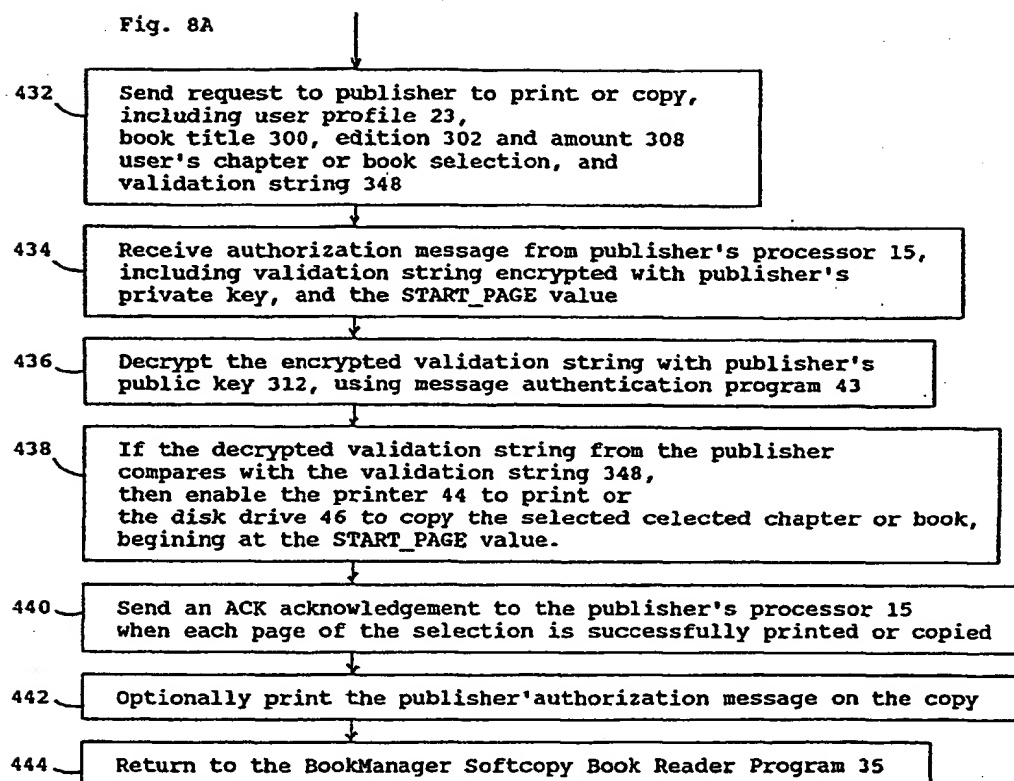 Fig. 8A
432
Send request to publisher to print or copy,
including user profile 23,
book title 300, edition 302 and amount 308
user's chapter or book selection, and
validation string 348
434
Receive authorization message from publisher's processor 15,
including validation string encrypted with publisher's
private key, and the START_PAGE value
436
Decrypt the encrypted validation string with publisher's
public key 312, using message authentication program 43
438
If the decrypted validation string from the publisher
compares with the validation string 348,
then enable the printer 44 to print or
the disk drive 46 to copy the selected celected chapter or book,
begining at the START_PAGE value.
440
Send an ACK acknowledgement to the publisher's processor 15
when each page of the selection is successfully printed or copied
442
Optionally print the publisher'authorization message on the copy
444
Return to the BookManager Softcopy Book Reader Program 35